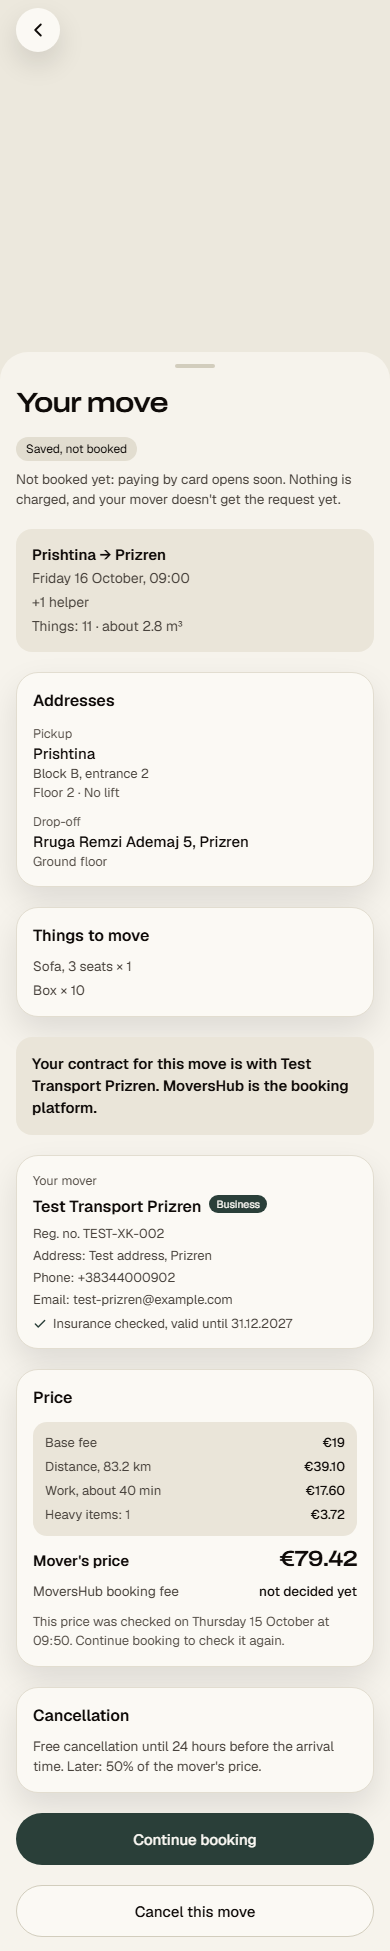 Your move
Saved, not booked
Not booked yet: paying by card opens soon. Nothing is
charged, and your mover doesn't get the request yet.
Prishtina → Prizren
Friday 16 October, 09:00
+1 helper
Things: 11 · about 2.8 m³
Addresses
Pickup
Prishtina
Block B, entrance 2
Floor 2 · No lift
Drop-off
Rruga Remzi Ademaj 5, Prizren
Ground floor
Things to move
Sofa, 3 seats × 1
Box × 10
Your contract for this move is with Test
Transport Prizren. MoversHub is the booking
platform.
Your mover
Test Transport Prizren Business
Reg. no. TEST-XK-002
Address: Test address, Prizren
Phone: +38344000902
Email: test-prizren@example.com
Insurance checked, valid until 31.12.2027
Price
Base fee €19
Distance, 83.2 km €39.10
Work, about 40 min €17.60
Heavy items: 1 €3.72
Mover's price €79.42
MoversHub booking fee not decided yet
This price was checked on Thursday 15 October at
09:50. Continue booking to check it again.
Cancellation
Free cancellation until 24 hours before the arrival
time. Later: 50% of the mover's price.
Continue booking
Cancel this move